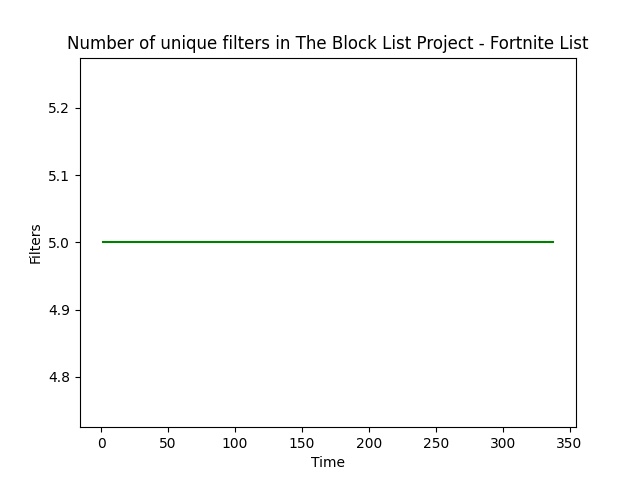 Number of unique filters in The Block List Project - Fortnite List
5.2
5.1
5.0
4.9
4.8
Filters
0 50 100 150 200 250 300 350
Time